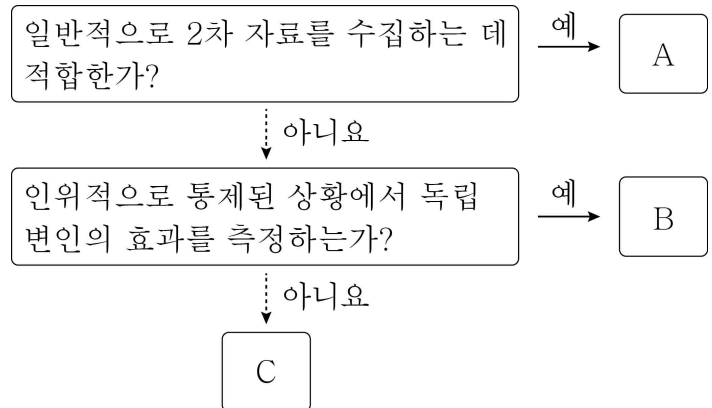 일반적으로 2차 자료를 수집하는 데
적합한가?
예
A
아니요
인위적으로 통제된 상황에서 독립
변인의 효과를 측정하는가?
예
B
아니요
C